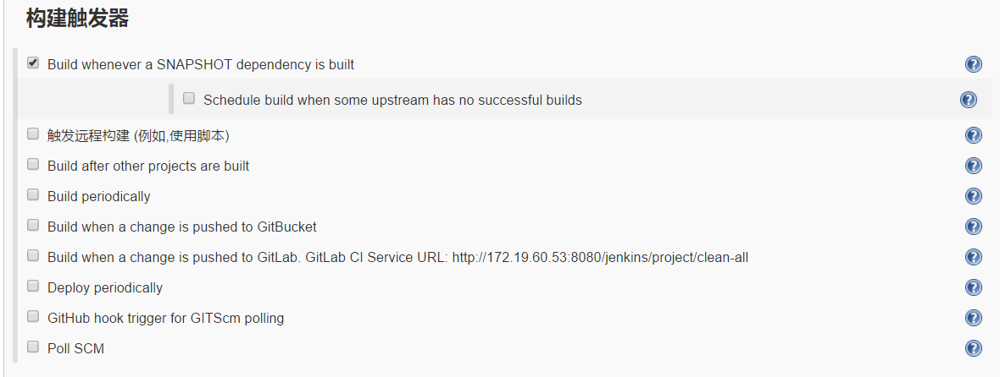 构建触发器
Build whenever a SNAPSHOT dependency is built
Schedule build when some upstream has no successful builds
触发远程构建 (例如,使用脚本)
Build after other projects are built
Build periodically
Build when a change is pushed to GitBucket
Build when a change is pushed to GitLab. GitLab CI Service URL: http://172.19.60.53:8080/jenkins/project/clean-all
Deploy periodically
GitHub hook trigger for GITScm polling
Poll SCM